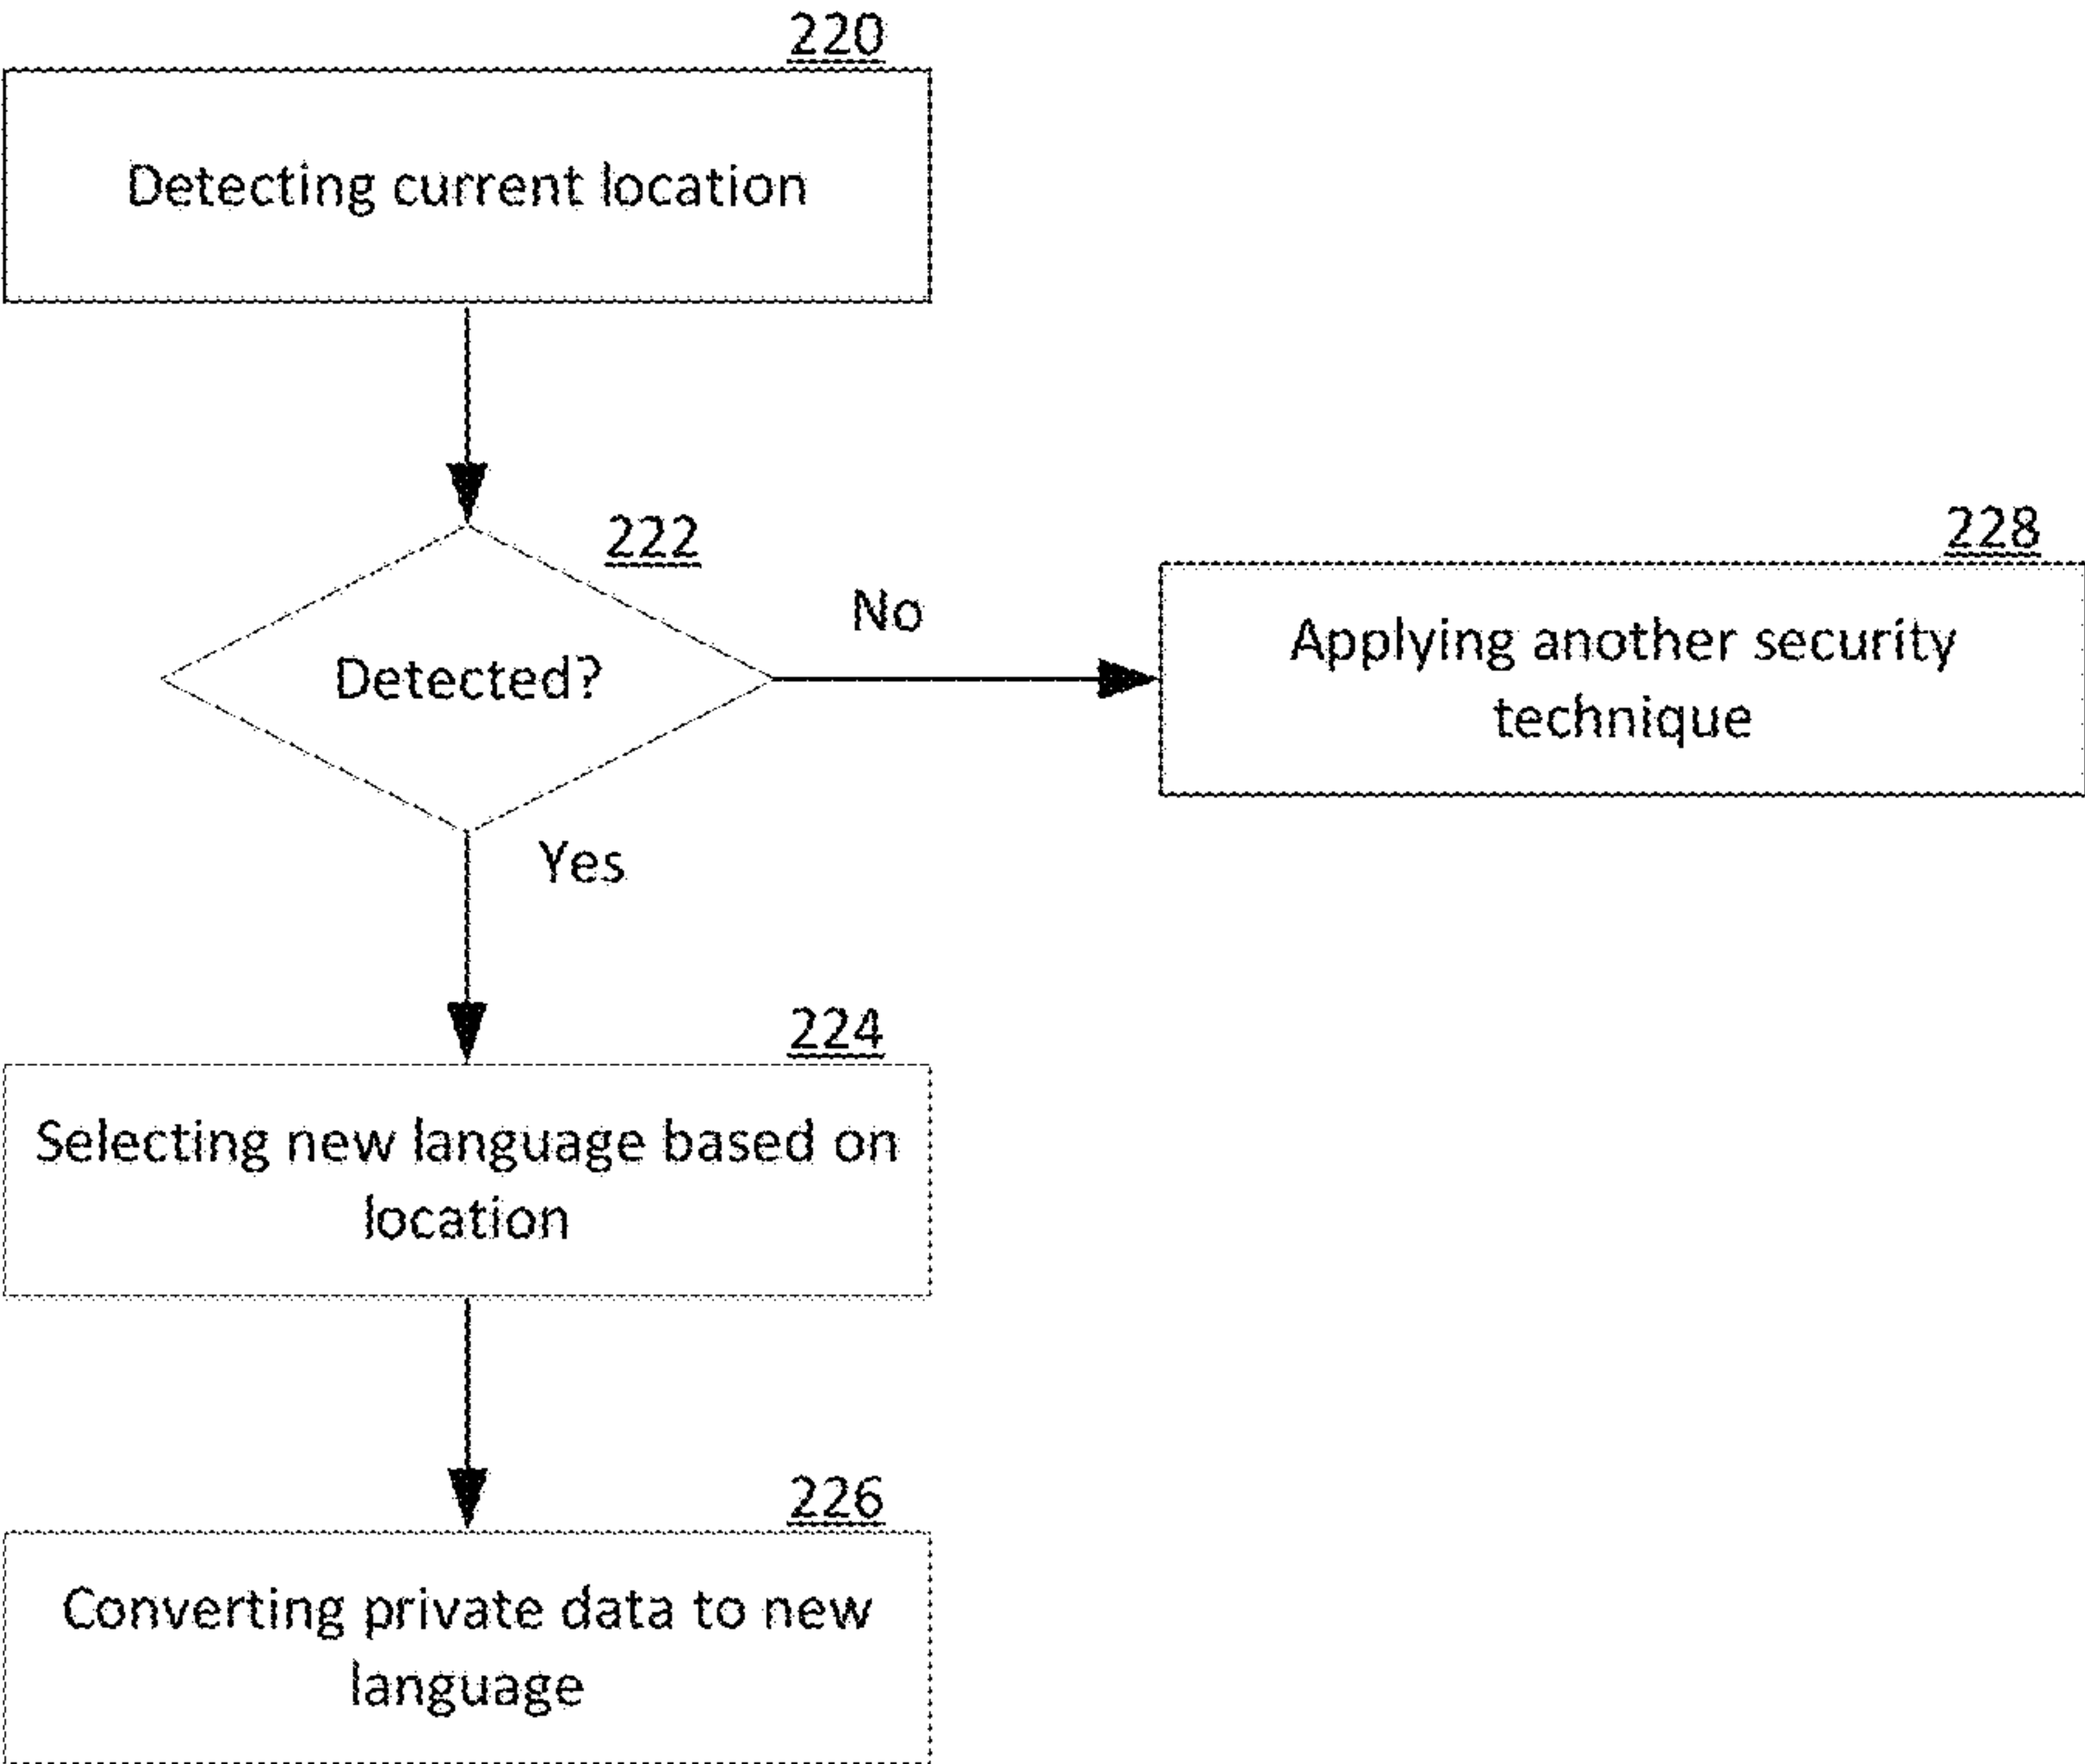 220
Detecting current location
222
Detected?
No
228
Applying another security
technique
Yes
224
Selecting new language based on
location
226
Converting private data to new
language